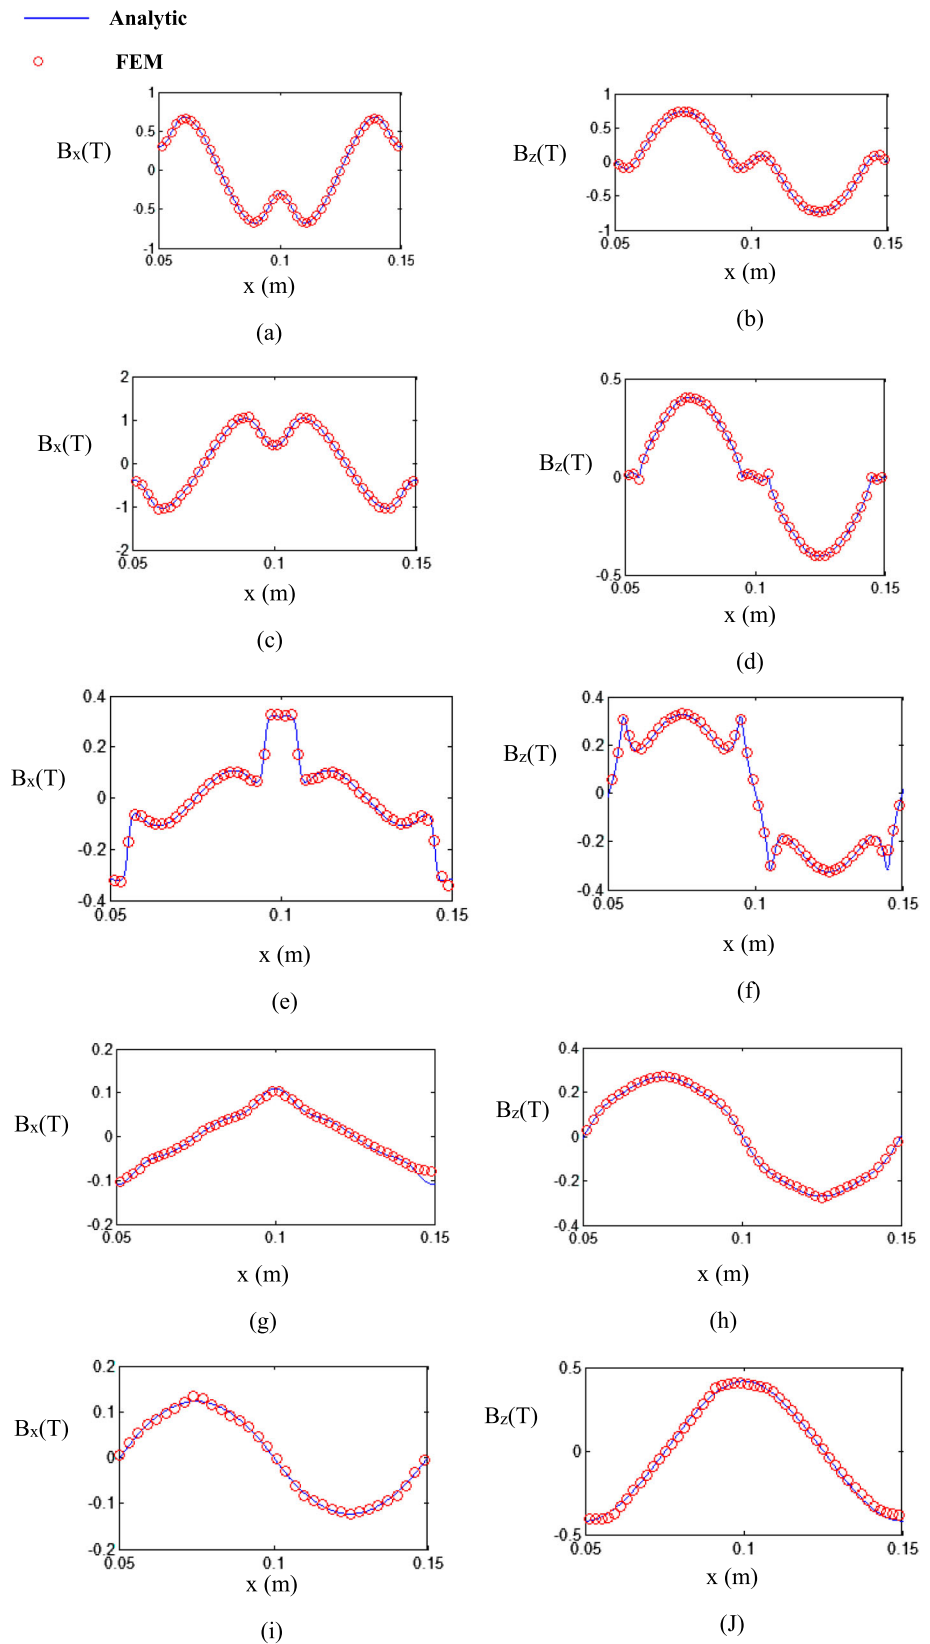 Analytic
FEM
1
0.5
0
-0.5
-1
0.05
0.1
0.15
Bx(T)
x (m)
(a)
1
0.5
0
-0.5
-1
0.05
0.1
0.15
Bz(T)
x (m)
(b)
2
1
0
-1
-2
0.05
0.1
0.15
Bx(T)
x (m)
(c)
0.5
0
-0.5
0.05
0.1
0.15
Bz(T)
x (m)
(d)
0.4
0.2
0
-0.2
-0.4
0.05
0.1
0.15
Bx(T)
x (m)
(e)
0.4
0.2
0
-0.2
-0.4
0.05
0.1
0.15
Bz(T)
x (m)
(f)
0.2
0.1
0
-0.1
-0.2
0.05
0.1
0.15
Bx(T)
x (m)
(g)
0.4
0.2
0
-0.2
-0.4
0.05
0.1
0.15
Bz(T)
x (m)
(h)
0.2
0.1
0
-0.1
-0.2
0.05
0.1
0.15
Bx(T)
x (m)
(i)
0.5
0
-0.5
0.05
0.1
0.15
Bz(T)
x (m)
(J)